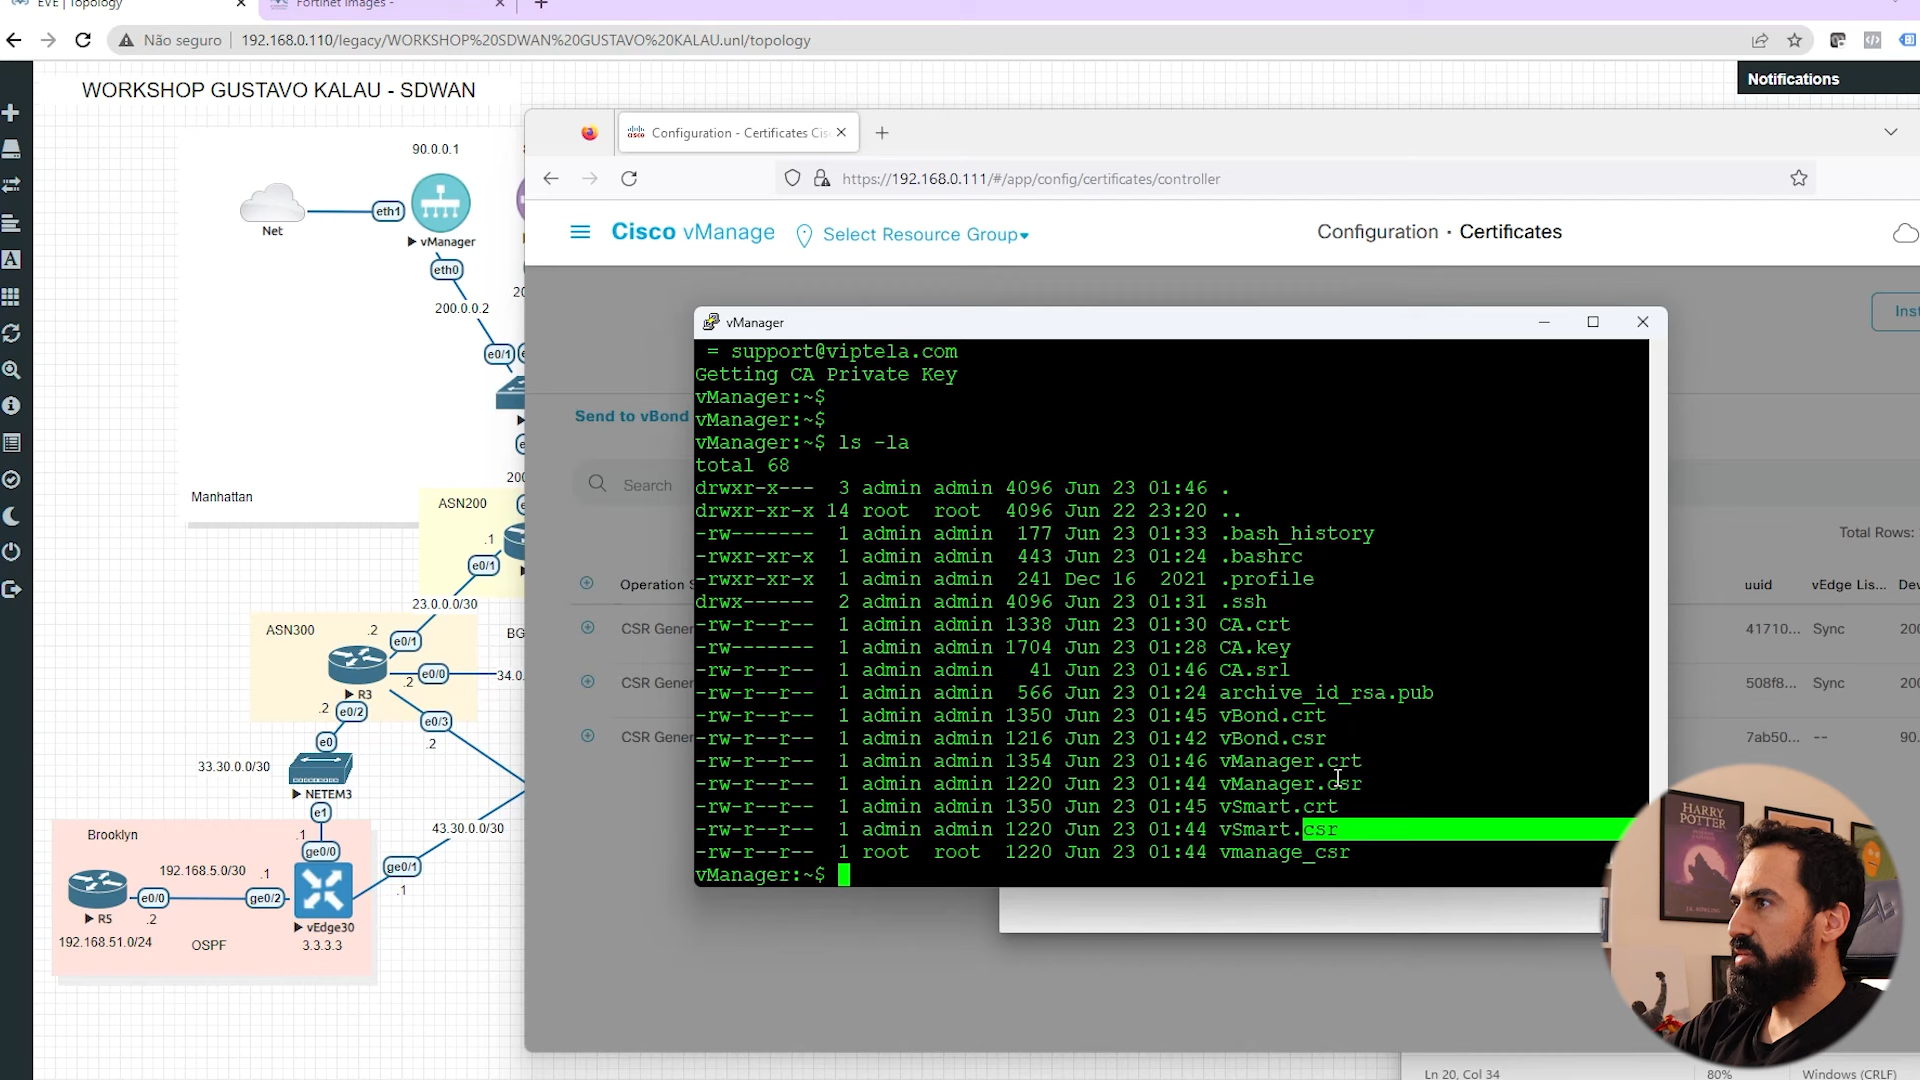 EVE | Topology
Fortinet Images -
Não seguro
192.168.0.110/legacy/WORKSHOP%20SDWAN%20GUSTAVO%20KALAU.unl/topology
WORKSHOP GUSTAVO KALAU - SDWAN
Notifications
90.0.0.1
Net
eth1
vManager
eth0
200.0.0.2
20
e0/1
200
Manhattan
ASN200
.1
e0/1
23.0.0.0/30
ASN300
.2
e0/1
BG
R3
e0/0
34.0.
.2
.2
e0/2
e0/3
.2
e0
33.30.0.0/30
NETEM3
e1
43.30.0.0/30
Brooklyn
.1
ge0/0
ge0/1
.1
192.168.5.0/30
.1
e0/0
ge0/2
R5
.2
vEdge30
3.3.3.3
192.168.51.0/24
OSPF
Configuration - Certificates Cis
https://192.168.0.111/#/app/config/certificates/controller
Cisco vManage
Select Resource Group
Configuration · Certificates
Inst
Send to vBond
Search
Total Rows:
Operation S
uuid
vEdge Lis...
Dev
CSR Gener
41710...
Sync
200
CSR Gener
508f8...
Sync
200
CSR Gener
7ab50...
--
90.
vManager
= support@viptela.com
Getting CA Private Key
vManager:~$
vManager:~$
vManager:~$ ls -la
total 68
drwxr-x--- 3 admin admin 4096 Jun 23 01:46 .
drwxr-xr-x 14 root root 4096 Jun 22 23:20 ..
-rw------- 1 admin admin 177 Jun 23 01:33 .bash_history
-rwxr-xr-x 1 admin admin 443 Jun 23 01:24 .bashrc
-rwxr-xr-x 1 admin admin 241 Dec 16 2021 .profile
drwx------ 2 admin admin 4096 Jun 23 01:31 .ssh
-rw-r--r-- 1 admin admin 1338 Jun 23 01:30 CA.crt
-rw------- 1 admin admin 1704 Jun 23 01:28 CA.key
-rw-r--r-- 1 admin admin 41 Jun 23 01:46 CA.srl
-rw-r--r-- 1 admin admin 566 Jun 23 01:24 archive_id_rsa.pub
-rw-r--r-- 1 admin admin 1350 Jun 23 01:45 vBond.crt
-rw-r--r-- 1 admin admin 1216 Jun 23 01:42 vBond.csr
-rw-r--r-- 1 admin admin 1354 Jun 23 01:46 vManager.crt
-rw-r--r-- 1 admin admin 1220 Jun 23 01:44 vManager.csr
-rw-r--r-- 1 admin admin 1350 Jun 23 01:45 vSmart.crt
-rw-r--r-- 1 admin admin 1220 Jun 23 01:44 vSmart.csr
-rw-r--r-- 1 root root 1220 Jun 23 01:44 vmanage_csr
vManager:~$
HARRY
POTTER
Ln 20, Col 34
80%
Windows (CRLF)